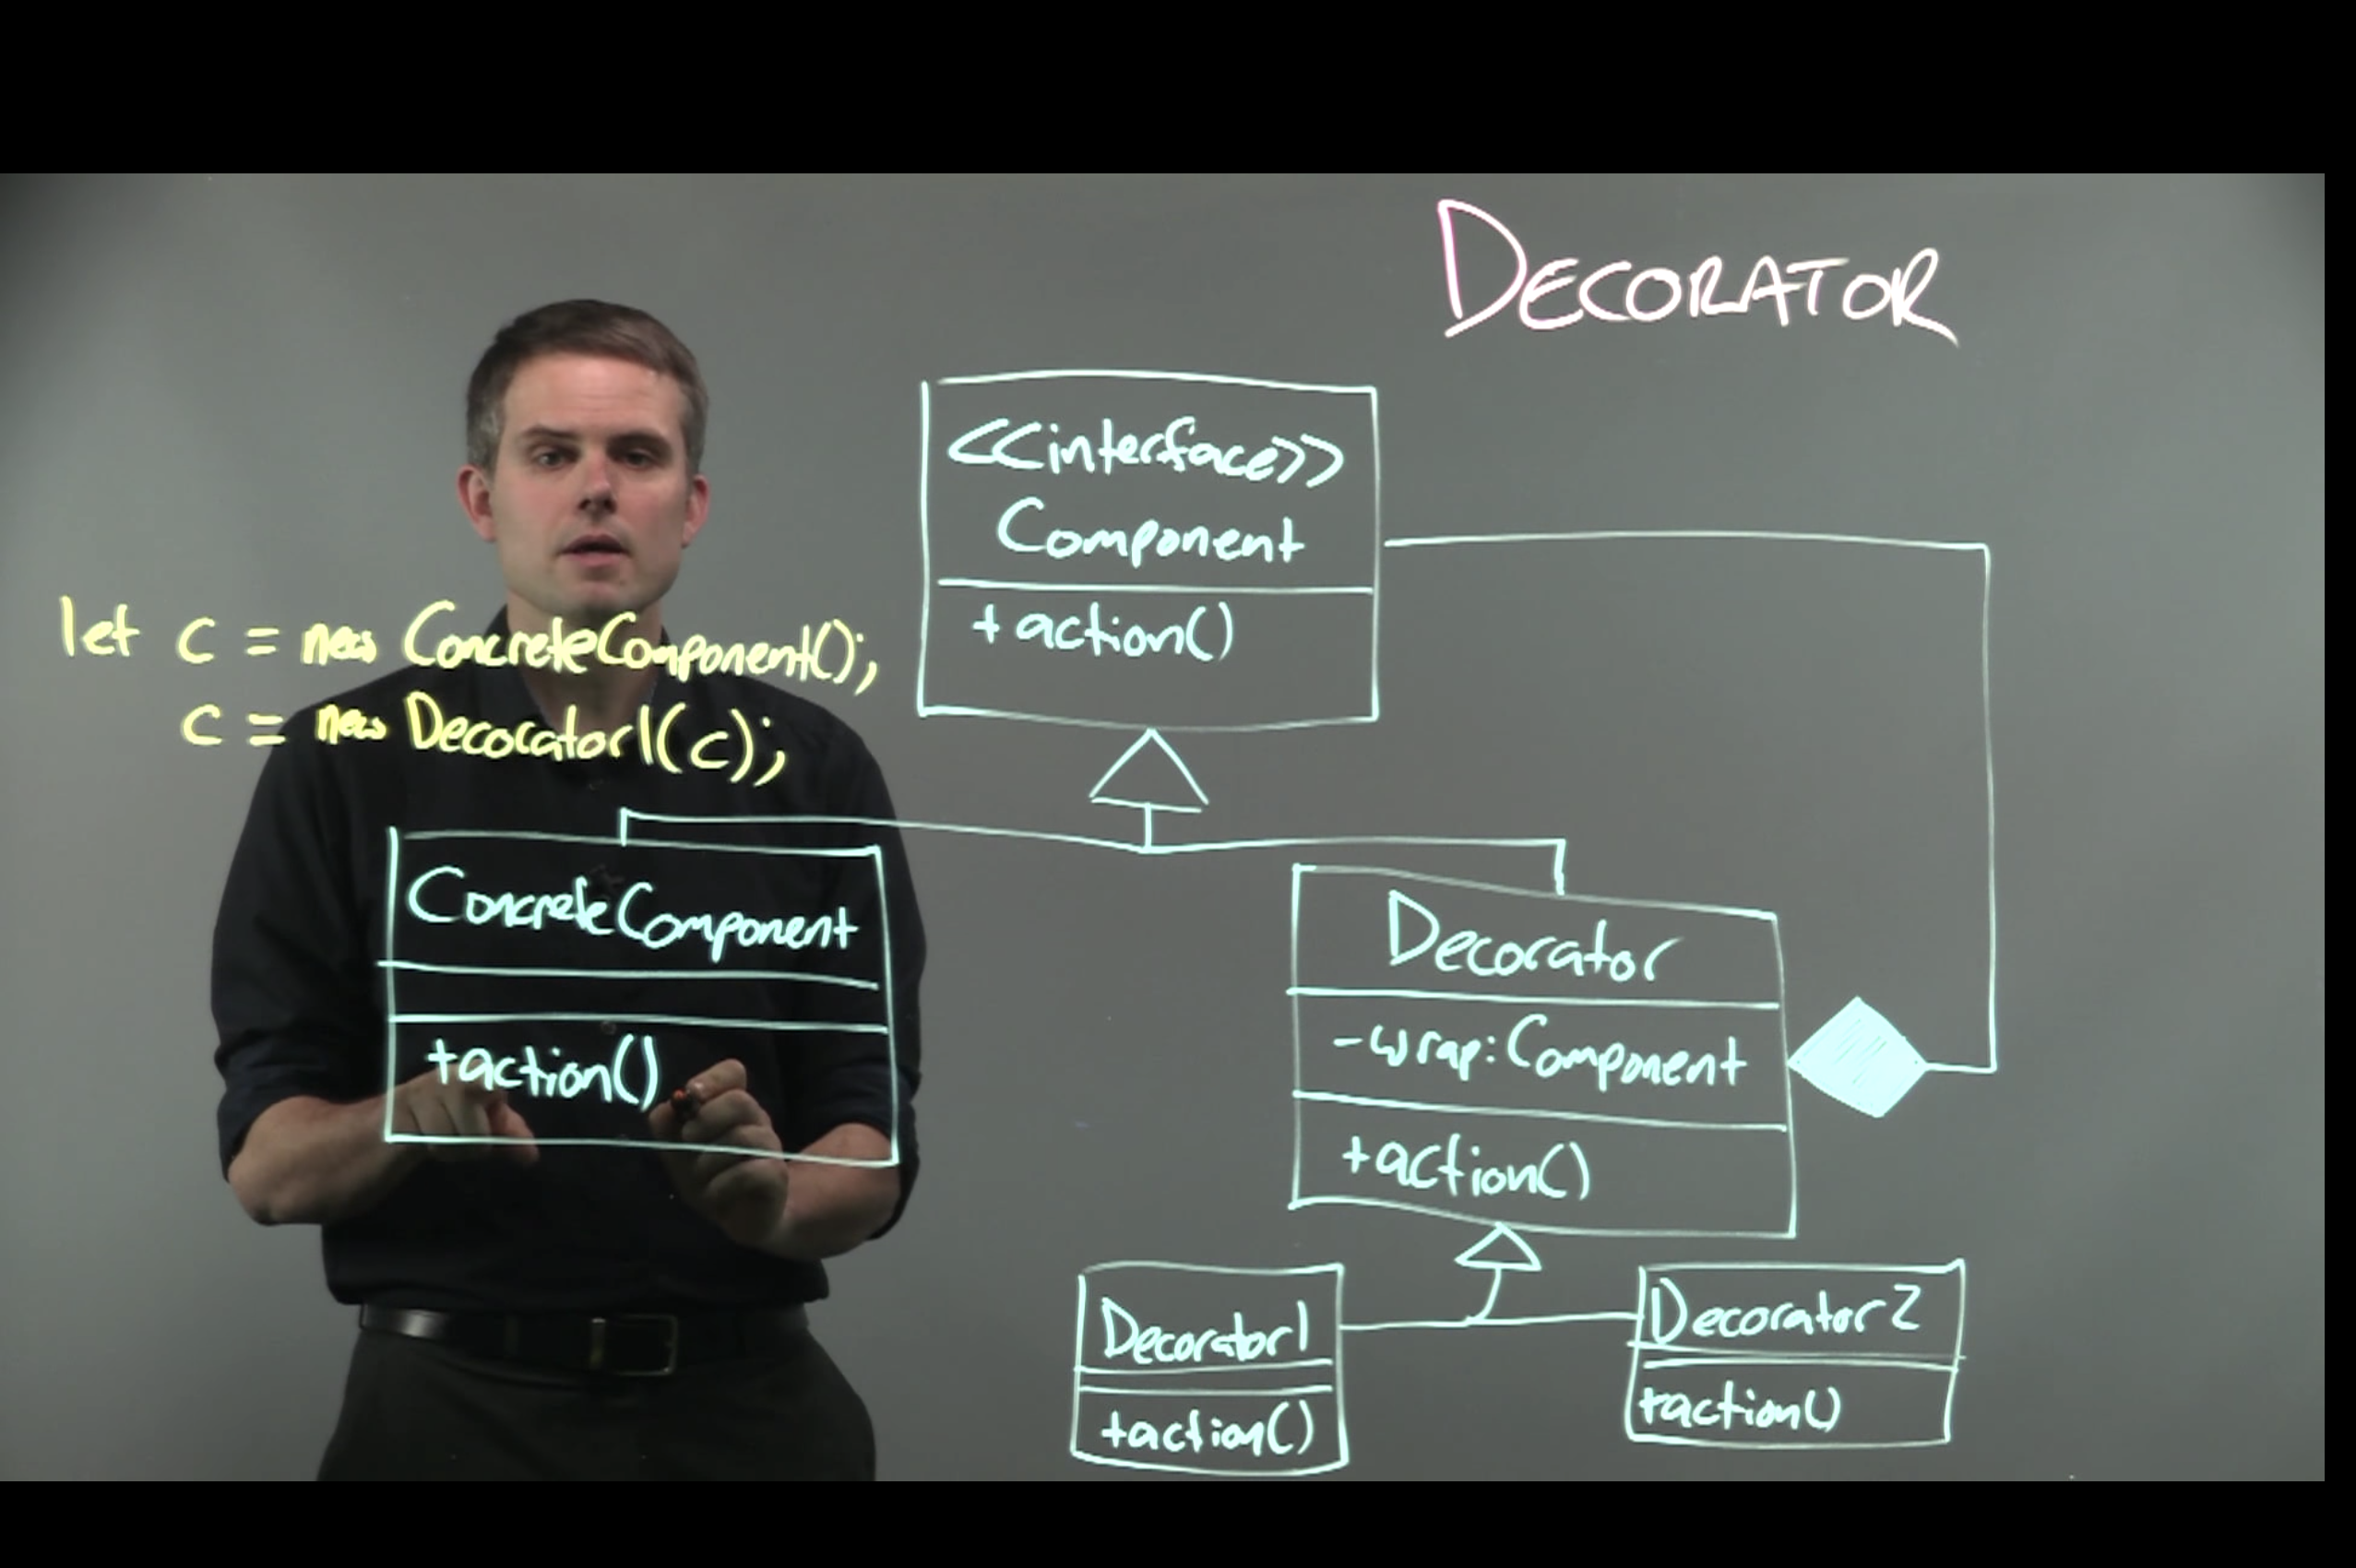 DECORATOR
<<interface>>
Component
+action()
let c = new ConcreteComponent();
c = new Decorator1(c);
ConcreteComponent
+action()
Decorator
-wrap:Component
+action()
Decorator1
+action()
Decorator2
+action()